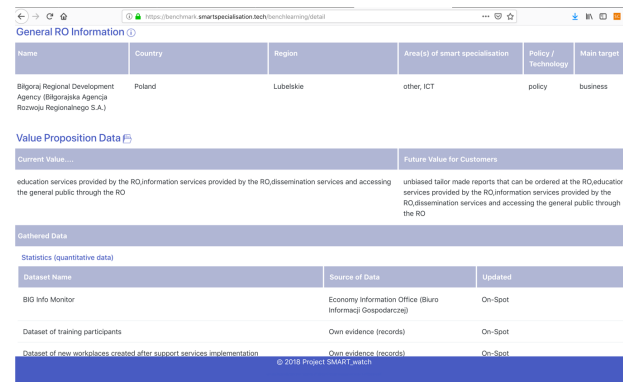 https://benchmark.smartspecialisation.tech/benchlearning/detail
General RO Information
Name Country Region Area(s) of smart specialisation Policy / Technology Main target
Biłgoraj Regional Development Poland Lubelskie other, ICT policy business
Agency (Biłgorajska Agencja
Rozwoju Regionalnego S.A.)
Value Proposition Data
Current Value.... Future Value for Customers
education services provided by the RO,information services provided by the RO,dissemination services and accessing
the general public through the RO
unbiased tailor made reports that can be ordered at the RO,education
services provided by the RO,information services provided by the
RO,dissemination services and accessing the general public through
the RO
Gathered Data
Statistics (quantitative data)
Dataset Name Source of Data Updated
BIG Info Monitor Economy Information Office (Biuro On-Spot
Informacji Gospodarczej)
Dataset of training participants Own evidence (records) On-Spot
Dataset of new workplaces created after support services implementation Own evidence (records) On-Spot
© 2018 Project SMART_watch